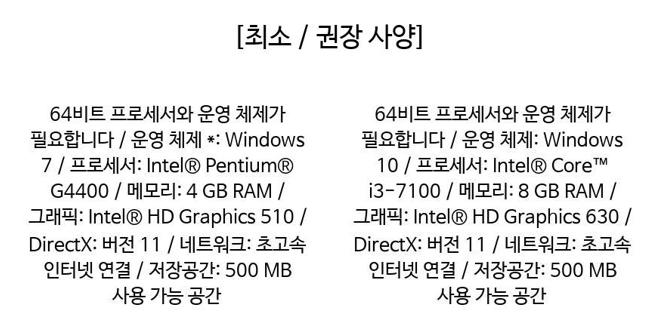 [최소 / 권장 사양]
64비트 프로세서와 운영 체제가
필요합니다 / 운영 체제 *: Windows
7 / 프로세서: Intel® Pentium®
G4400 / 메모리: 4 GB RAM /
그래픽: Intel® HD Graphics 510 /
DirectX: 버전 11 / 네트워크: 초고속
인터넷 연결 / 저장공간: 500 MB
사용 가능 공간
64비트 프로세서와 운영 체제가
필요합니다 / 운영 체제: Windows
10 / 프로세서: Intel® Core™
i3-7100 / 메모리: 8 GB RAM /
그래픽: Intel® HD Graphics 630 /
DirectX: 버전 11 / 네트워크: 초고속
인터넷 연결 / 저장공간: 500 MB
사용 가능 공간